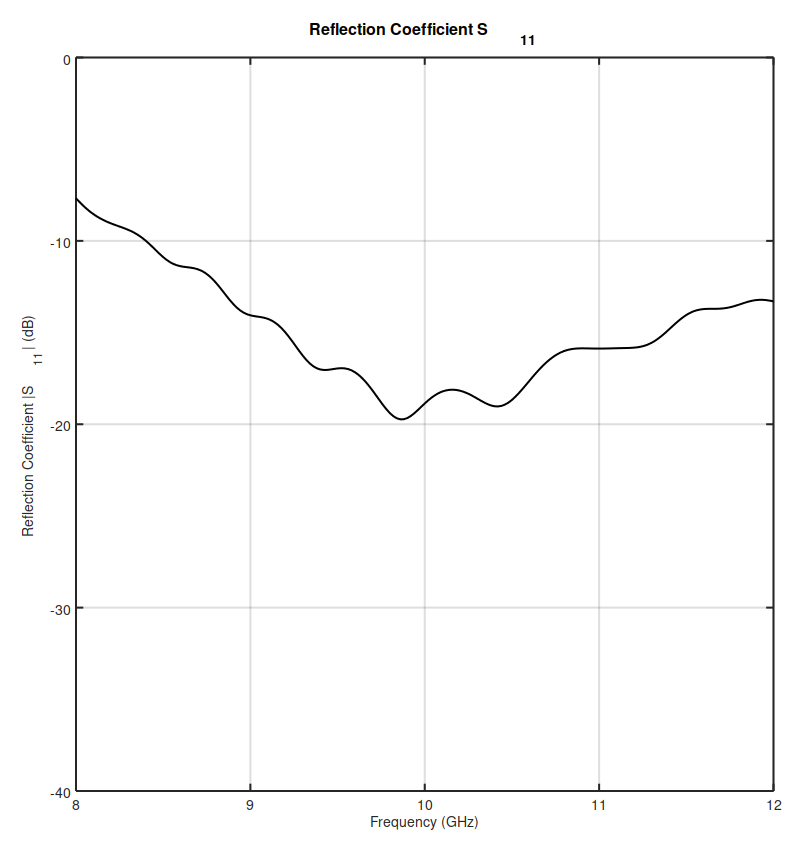 Reflection Coefficient S 11
0
-10
-20
-30
-40
Reflection Coefficient |S 11| (dB)
8 9 10 11 12
Frequency (GHz)